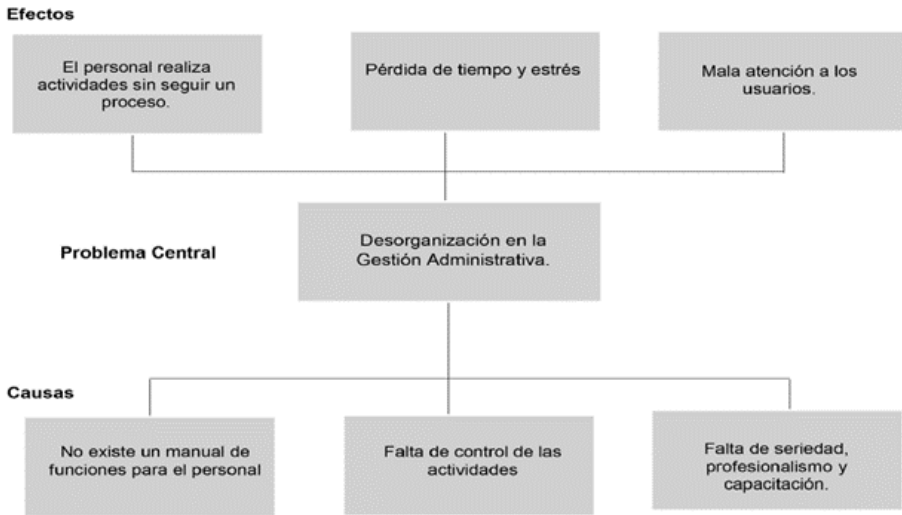 Efectos
El personal realiza
actividades sin seguir un
proceso.
Pérdida de tiempo y estrés
Mala atención a los
usuarios.
Problema Central
Desorganización en la
Gestión Administrativa.
Causas
No existe un manual de
funciones para el personal
Falta de control de las
actividades
Falta de seriedad,
profesionalismo y
capacitación.